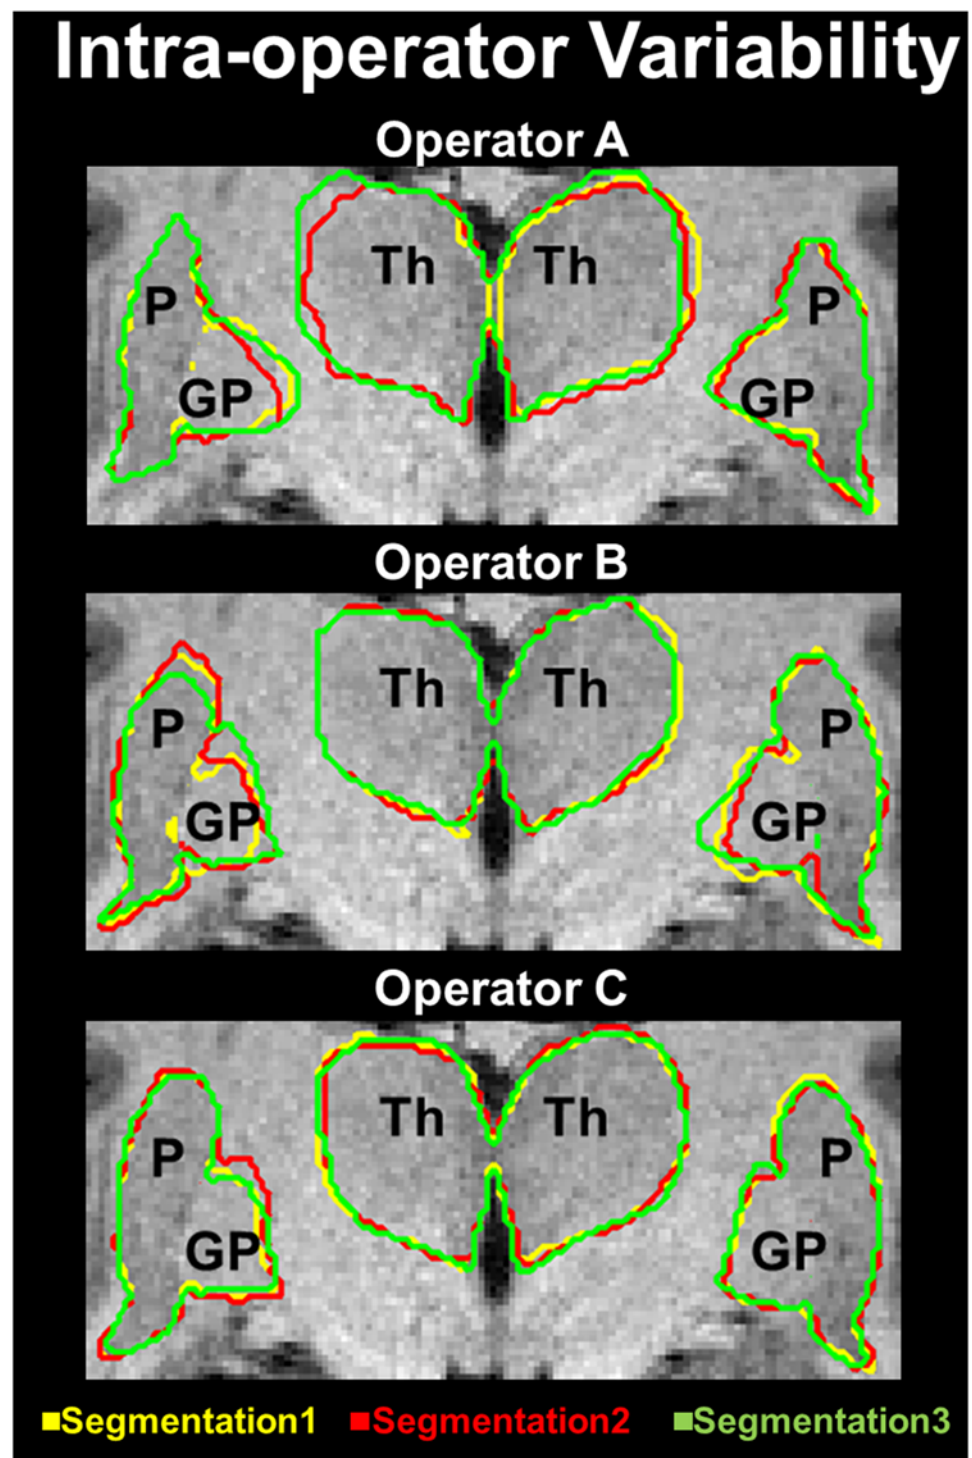 Intra-operator Variability
Operator A
Th Th
P P
GP GP
Operator B
Th Th
P P
GP GP
Operator C
Th Th
P P
GP GP
Segmentation1 Segmentation2 Segmentation3